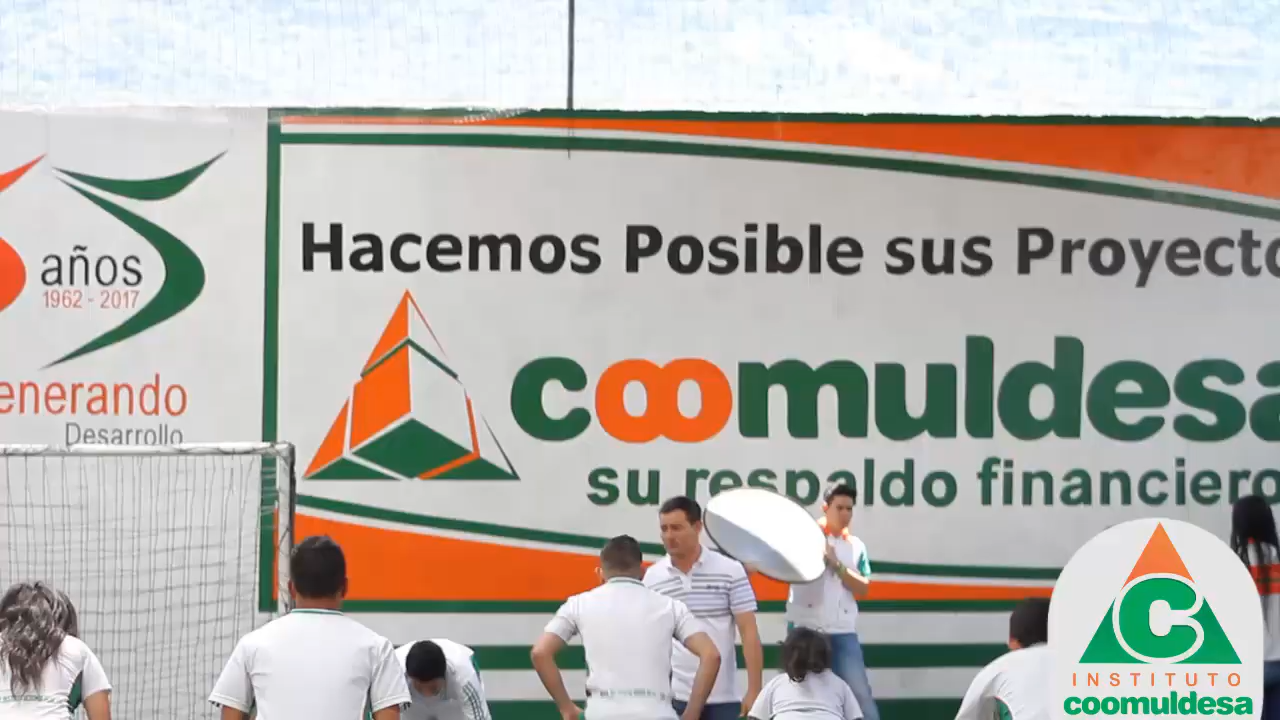 años
1962 - 2017
enerando
Desarrollo
Hacemos Posible sus Proyecto
coomuldesa
su respaldo financiero
C
INSTITUTO
coomuldesa